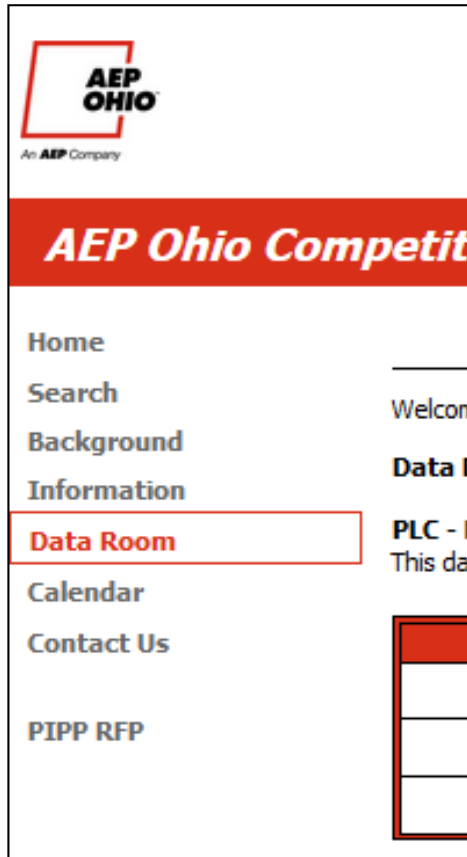 AEP
OHIO
An AEP Company
AEP Ohio Competit
Home
Search
Background
Information
Data Room
Calendar
Contact Us
PIPP RFP
Welcom
Data
PLC -
This da